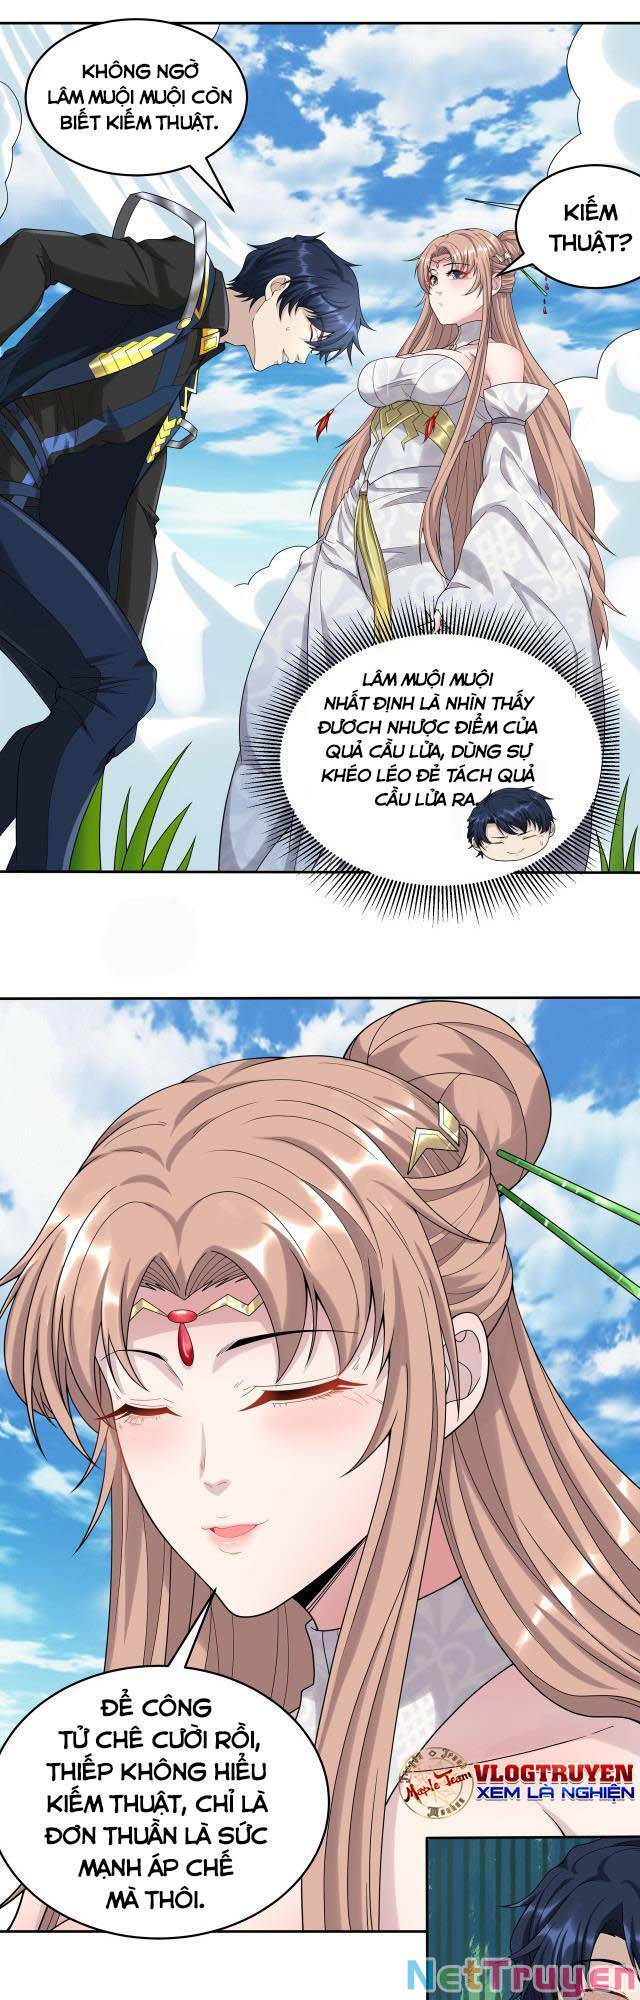 KHÔNG NGỜ
LÂM MUỘI MUỘI CÒN
BIẾT KIẾM THUẬT.
KIẾM
THUẬT?
LÂM MUỘI MUỘI
NHẤT ĐỊNH LÀ NHÌN THẤY
ĐƯƠCH NHƯỢC ĐIỂM CỦA
QUẢ CẦU LỬA, DÙNG SỰ
KHÉO LÉO ĐỂ TÁCH QUẢ
CẦU LỬA RA.
ĐỂ CÔNG
TỬ CHÊ CƯỜI RỒI,
THIẾP KHÔNG HIỂU
KIẾM THUẬT, CHỈ LÀ
ĐƠN THUẦN LÀ SỨC
MẠNH ÁP CHẾ
MÀ THÔI.
Maple Team
VLOGTRUYEN
XEM LÀ NGHIỆN
NetTruyen